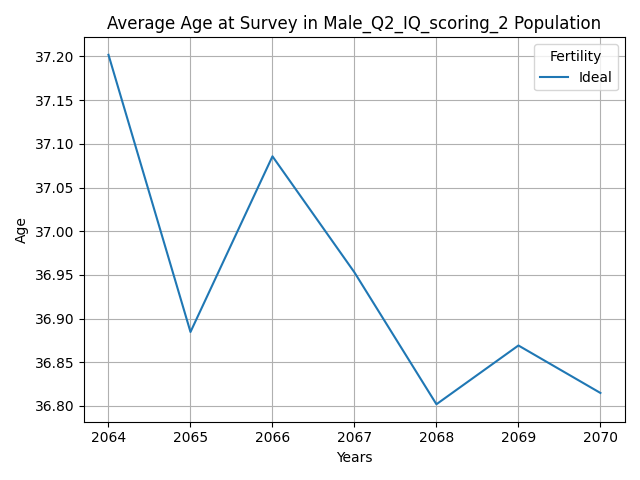 Average Age at Survey in Male_Q2_IQ_scoring_2 Population
Fertility
Ideal
37.20
37.15
37.10
37.05
37.00
36.95
36.90
36.85
36.80
Age
2064 2065 2066 2067 2068 2069 2070
Years